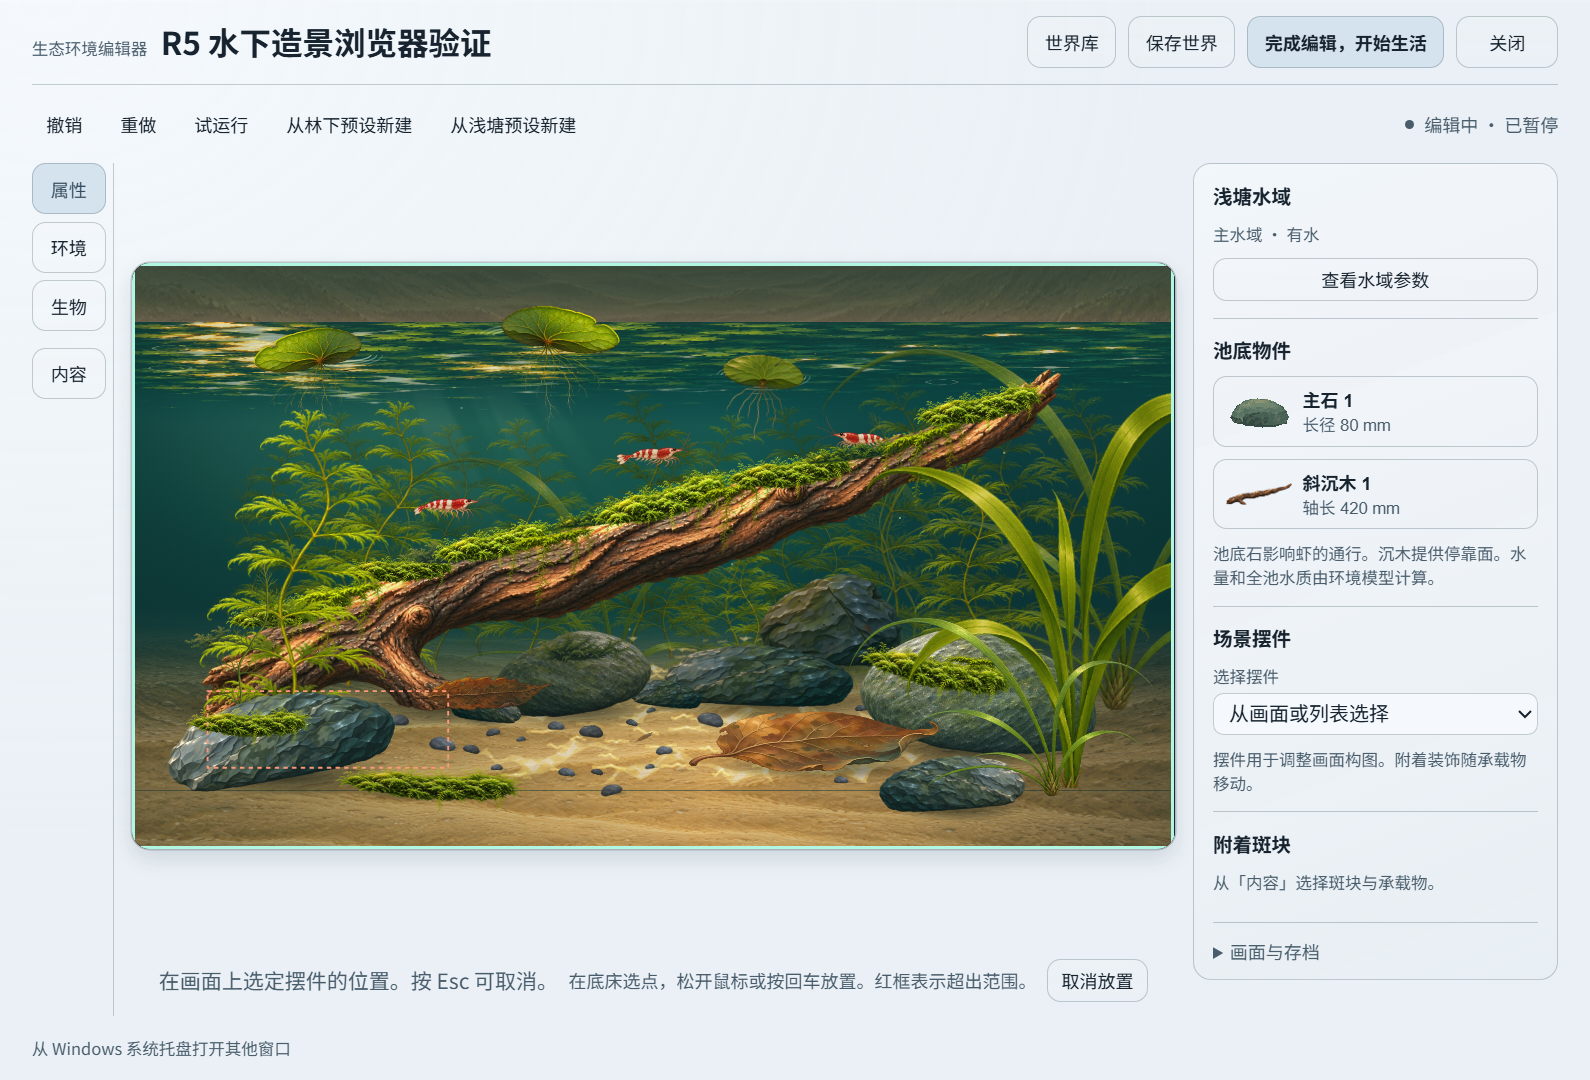 生态环境编辑器 R5 水下造景浏览器验证
世界库
保存世界
完成编辑，开始生活
关闭
撤销
重做
试运行
从林下预设新建
从浅塘预设新建
编辑中 · 已暂停
属性
环境
生物
内容
浅塘水域
主水域 · 有水
查看水域参数
池底物件
主石 1
长径 80 mm
斜沉木 1
轴长 420 mm
池底石影响虾的通行。沉木提供停靠面。水
量和全池水质由环境模型计算。
场景摆件
选择摆件
从画面或列表选择
摆件用于调整画面构图。附着装饰随承载物
移动。
附着斑块
从「内容」选择斑块与承载物。
画面与存档
在画面上选定摆件的位置。按 Esc 可取消。
在底床选点，松开鼠标或按回车放置。红框表示超出范围。
取消放置
从 Windows 系统托盘打开其他窗口